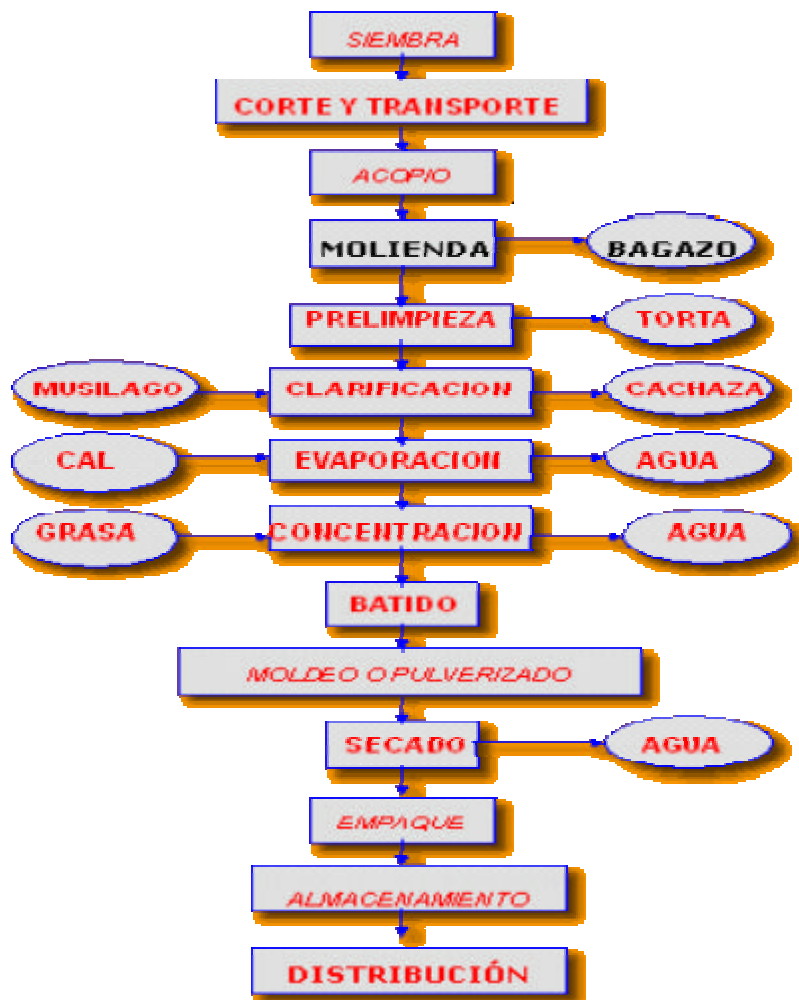 SIEMBRA
CORTE Y TRANSPORTE
ACOPIO
MOLIENDA
BAGAZO
PRELIMPIEZA
TORTA
MUSILAGO
CLARIFICACION
CACHAZA
CAL
EVAPORACION
AGUA
GRASA
CONCENTRACION
AGUA
BATIDO
MOLDEO O PULVERIZADO
SECADO
AGUA
EMPAQUE
ALMACENAMIENTO
DISTRIBUCIÓN